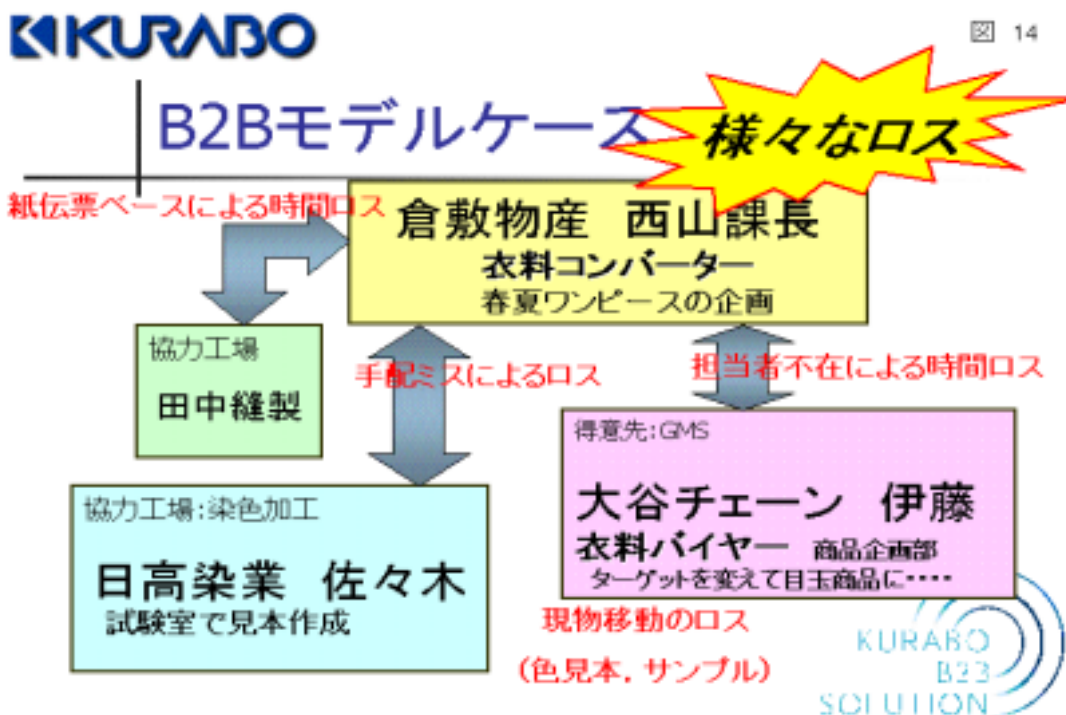 KURABO
図 14
B2Bモデルケース
様々なロス
紙伝票ベースによる時間ロス
倉敷物産 西山課長
衣料コンバーター
春夏ワンピースの企画
協力工場
田中縫製
手配ミスによるロス
担当者不在による時間ロス
得意先:GMS
大谷チェーン 伊藤
衣料バイヤー 商品企画部
ターゲットを変えて目玉商品に・・・・
協力工場:染色加工
日高染業 佐々木
試験室で見本作成
現物移動のロス
(色見本,サンプル)
KURABO
B2B
SOLUTION